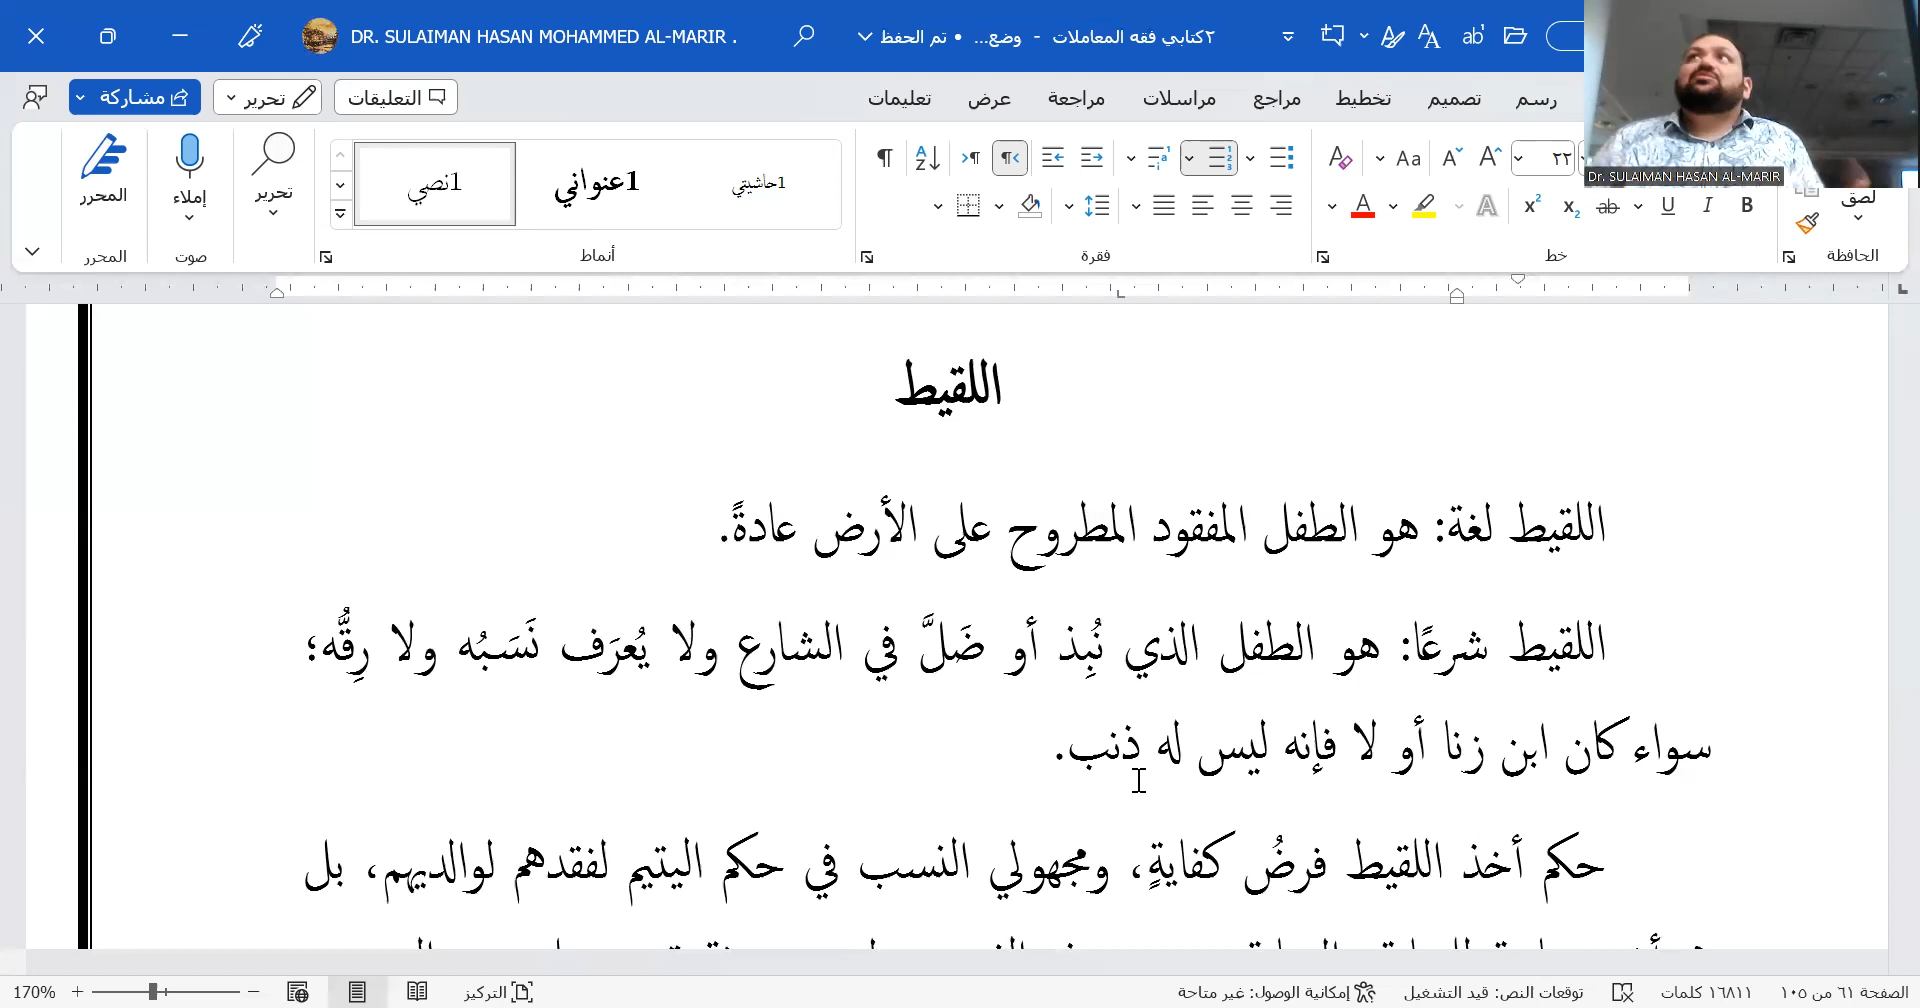 ٢كتابي فقه المعاملات - وضع... • تم الحفظ
DR. SULAIMAN HASAN MOHAMMED AL-MARIR .
رسم تصميم تخطيط مراجع مراسلات مراجعة عرض تعليمات
التعليقات تحرير مشاركة
٢٢
1حاشيتي 1عنواني 1نصي
لصق
تحرير إملاء المحرر
الحافظة خط فقرة أنماط صوت المحرر
Dr. SULAIMAN HASAN AL-MARIR
اللقيط
اللقيط لغة: هو الطفل المفقود المطروح على الأرض عادةً.
اللقيط شرعًا: هو الطفل الذي نُبِذ أو ضَلَّ في الشارع ولا يُعرَف نَسَبُه ولا رِقُّه؛
سواء كان ابن زنا أو لا فإنه ليس له ذنب.
حكم أخذ اللقيط فرضُ كفايةٍ، ومجهولي النسب في حكم اليتيم لفقدهم لوالديهم، بل
الصفحة ٦١ من ١٠٥ ١٦٨١١ كلمات توقعات النص: قيد التشغيل إمكانية الوصول: غير متاحة التركيز 170%